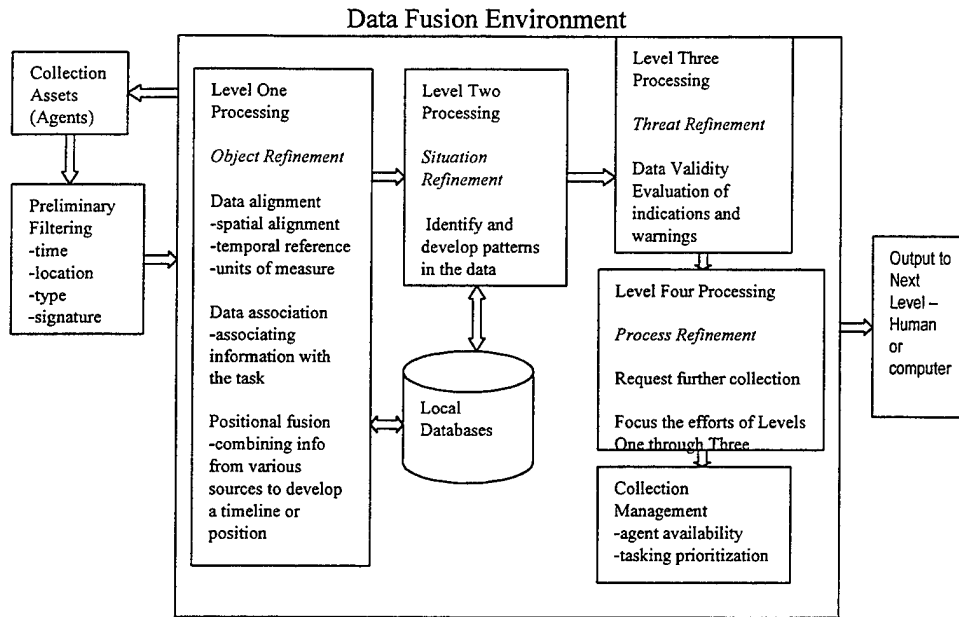 Data Fusion Environment
Collection
Assets
(Agents)
Preliminary
Filtering
-time
-location
-type
-signature
Level One
Processing
Object Refinement
Data alignment
-spatial alignment
-temporal reference
-units of measure
Data association
-associating
information with
the task
Positional fusion
-combining info
from various
sources to develop
a timeline or
position
Level Two
Processing
Situation
Refinement
Identify and
develop patterns
in the data
Local
Databases
Level Three
Processing
Threat Refinement
Data Validity
Evaluation of
indications and
warnings
Level Four Processing
Process Refinement
Request further collection
Focus the efforts of Levels
One through Three
Collection
Management
-agent availability
-tasking prioritization
Output to
Next
Level –
Human
or
computer